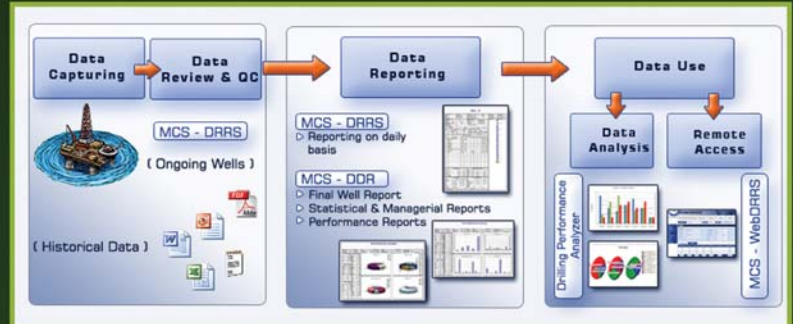 Data
Capturing
Data
Review & QC
MCS - DRRS
( Ongoing Wells )
PDF
( Historical Data )
Data
Reporting
MCS - DRRS
Reporting on daily
basis
MCS - DDR
Final Well Report
Statistical & Managerial Reports
Performance Reports
Data Use
Data
Analysis
Remote
Access
Drilling Performance
Analyzer
MCS - WebDRRS